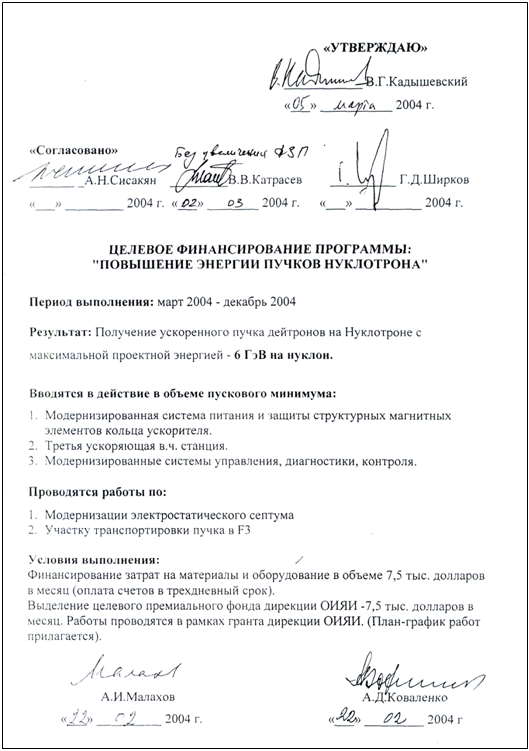 «УТВЕРЖДАЮ»
В.Г.Кадышевский
«05» марта 2004 г.
«Согласовано»
Без увеличения ФЗП
А.Н.Сисакян В.В.Катрасев Г.Д.Ширков
«__» ________ 2004 г. «02» 03 2004 г. «__» ________ 2004 г.
ЦЕЛЕВОЕ ФИНАНСИРОВАНИЕ ПРОГРАММЫ:
"ПОВЫШЕНИЕ ЭНЕРГИИ ПУЧКОВ НУКЛОТРОНА"
Период выполнения: март 2004 - декабрь 2004
Результат: Получение ускоренного пучка дейтронов на Нуклотроне с
максимальной проектной энергией - 6 ГэВ на нуклон.
Вводятся в действие в объеме пускового минимума:
1. Модернизированная система питания и защиты структурных магнитных
элементов кольца ускорителя.
2. Третья ускоряющая в.ч. станция.
3. Модернизированные системы управления, диагностики, контроля.
Проводятся работы по:
1. Модернизации электростатического септума
2. Участку транспортировки пучка в F3
Условия выполнения:
Финансирование затрат на материалы и оборудование в объеме 7,5 тыс. долларов
в месяц (оплата счетов в трехдневный срок).
Выделение целевого премиального фонда дирекции ОИЯИ -7,5 тыс. долларов в
месяц. Работы проводятся в рамках гранта дирекции ОИЯИ. (План-график работ
прилагается).
А.И.Малахов А.Д.Коваленко
«22» 02 2004 г. «22» 02 2004 г